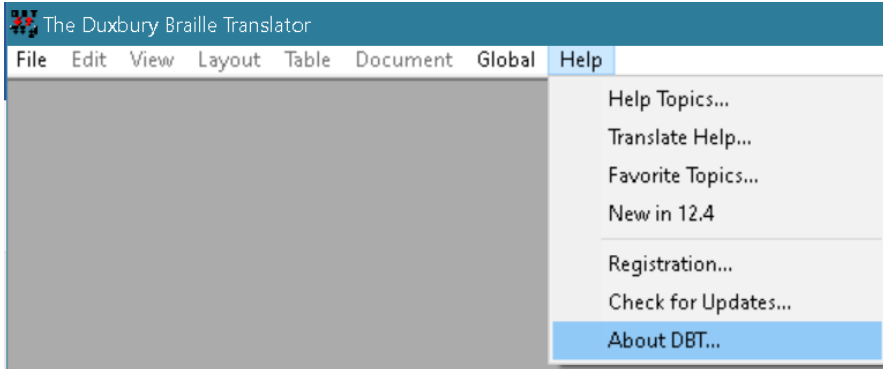 The Duxbury Braille Translator
File Edit View Layout Table Document Global Help
Help Topics...
Translate Help...
Favorite Topics...
New in 12.4
Registration...
Check for Updates...
About DBT...